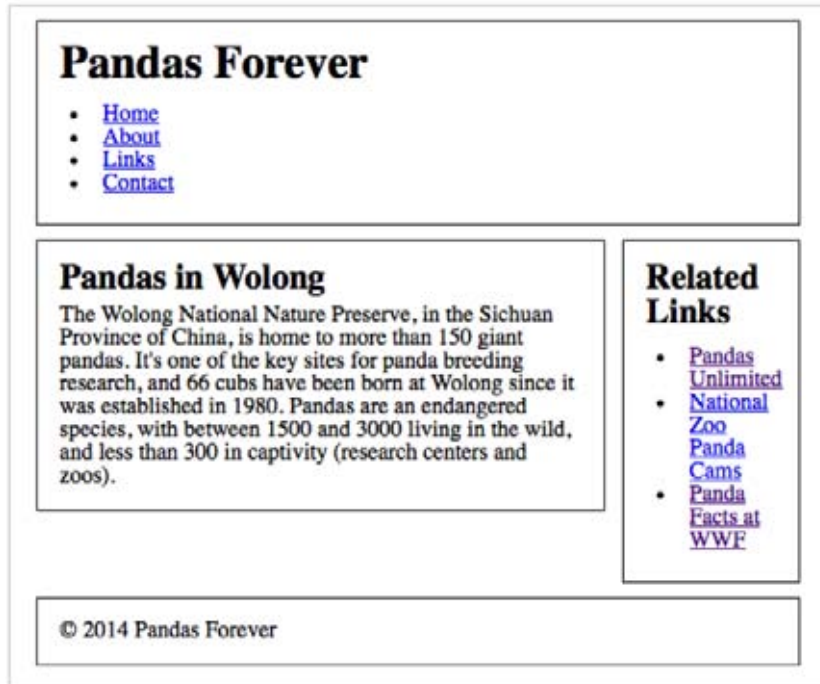 Pandas Forever
Home
About
Links
Contact
Pandas in Wolong
The Wolong National Nature Preserve, in the Sichuan
Province of China, is home to more than 150 giant
pandas. It's one of the key sites for panda breeding
research, and 66 cubs have been born at Wolong since it
was established in 1980. Pandas are an endangered
species, with between 1500 and 3000 living in the wild,
and less than 300 in captivity (research centers and
zoos).
Related
Links
Pandas
Unlimited
National
Zoo
Panda
Cams
Panda
Facts at
WWF
© 2014 Pandas Forever